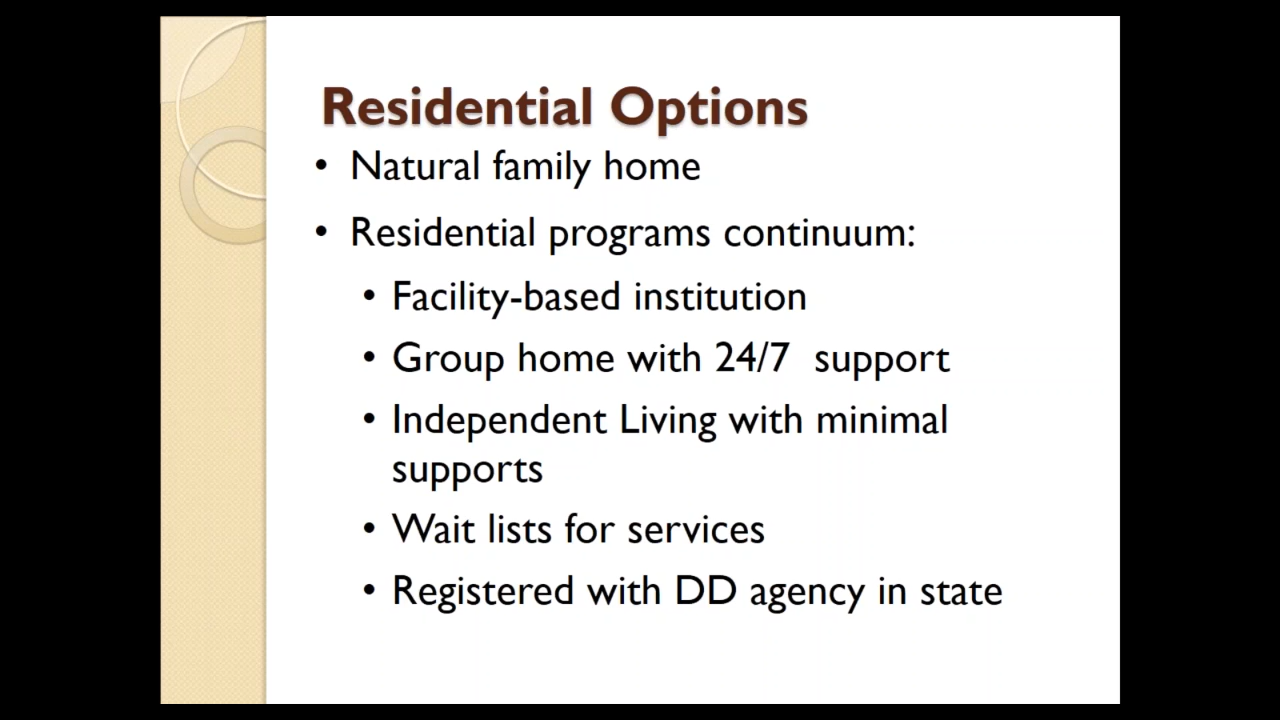 Residential Options
• Natural family home
• Residential programs continuum:
• Facility-based institution
• Group home with 24/7  support
• Independent Living with minimal
supports
• Wait lists for services
• Registered with DD agency in state